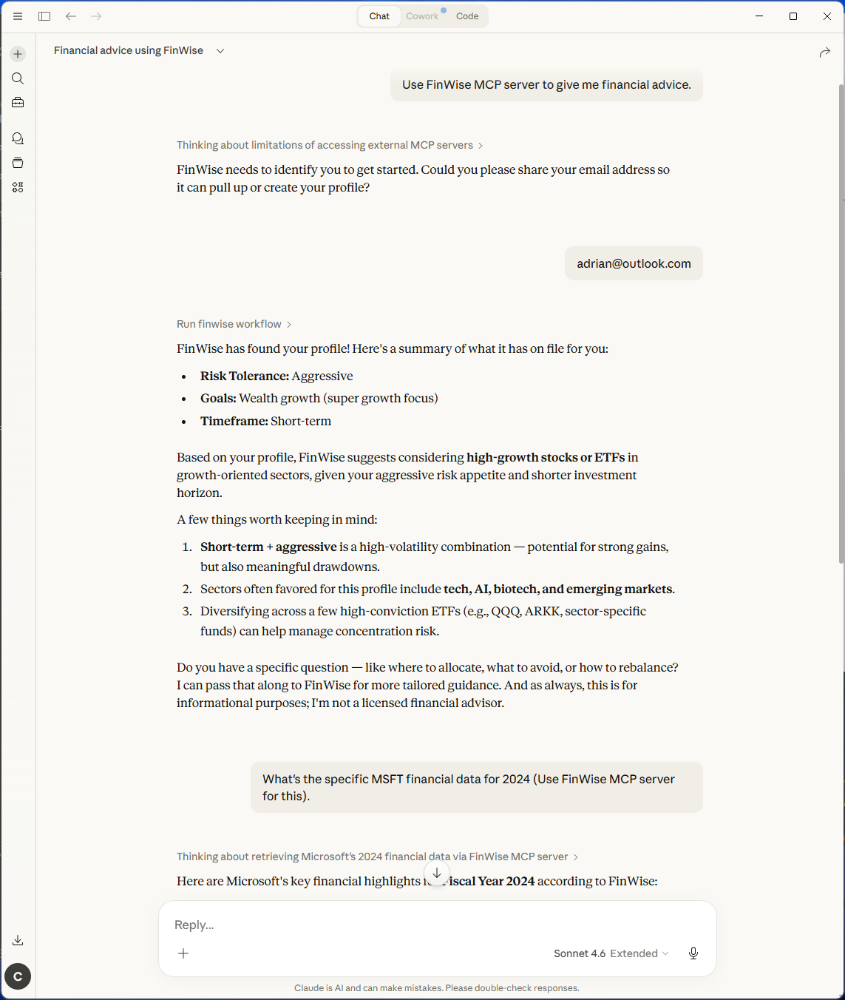 Chat Cowork Code
Financial advice using FinWise
Use FinWise MCP server to give me financial advice.
Thinking about limitations of accessing external MCP servers
FinWise needs to identify you to get started. Could you please share your email address so
it can pull up or create your profile?
adrian@outlook.com
Run finwise workflow
FinWise has found your profile! Here's a summary of what it has on file for you:
• Risk Tolerance: Aggressive
• Goals: Wealth growth (super growth focus)
• Timeframe: Short-term
Based on your profile, FinWise suggests considering high-growth stocks or ETFs in
growth-oriented sectors, given your aggressive risk appetite and shorter investment
horizon.
A few things worth keeping in mind:
1. Short-term + aggressive is a high-volatility combination — potential for strong gains,
but also meaningful drawdowns.
2. Sectors often favored for this profile include tech, AI, biotech, and emerging markets.
3. Diversifying across a few high-conviction ETFs (e.g., QQQ, ARKK, sector-specific
funds) can help manage concentration risk.
Do you have a specific question — like where to allocate, what to avoid, or how to rebalance?
I can pass that along to FinWise for more tailored guidance. And as always, this is for
informational purposes; I'm not a licensed financial advisor.
What's the specific MSFT financial data for 2024 (Use FinWise MCP server
for this).
Thinking about retrieving Microsoft's 2024 financial data via FinWise MCP server
Here are Microsoft's key financial highlights iscal Year 2024 according to FinWise:
Reply...
Sonnet 4.6 Extended
C
Claude is AI and can make mistakes. Please double-check responses.